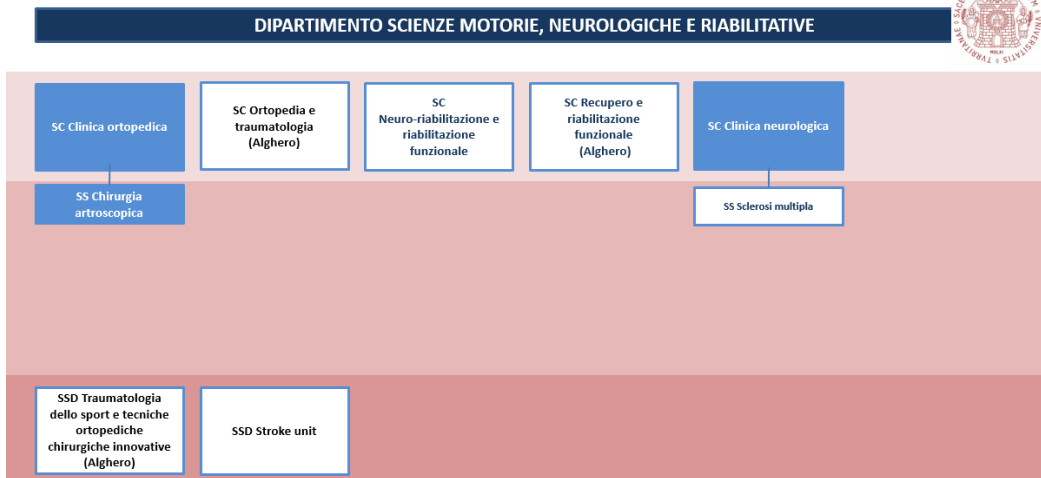 DIPARTIMENTO SCIENZE MOTORIE, NEUROLOGICHE E RIABILITATIVE
SC Clinica ortopedica
SC Ortopedia e
traumatologia
(Alghero)
SC
Neuro-riabilitazione e
riabilitazione
funzionale
SC Recupero e
riabilitazione
funzionale
(Alghero)
SC Clinica neurologica
SS Chirurgia
artroscopica
SS Sclerosi multipla
SSD Traumatologia
dello sport e tecniche
ortopediche
chirurgiche innovative
(Alghero)
SSD Stroke unit